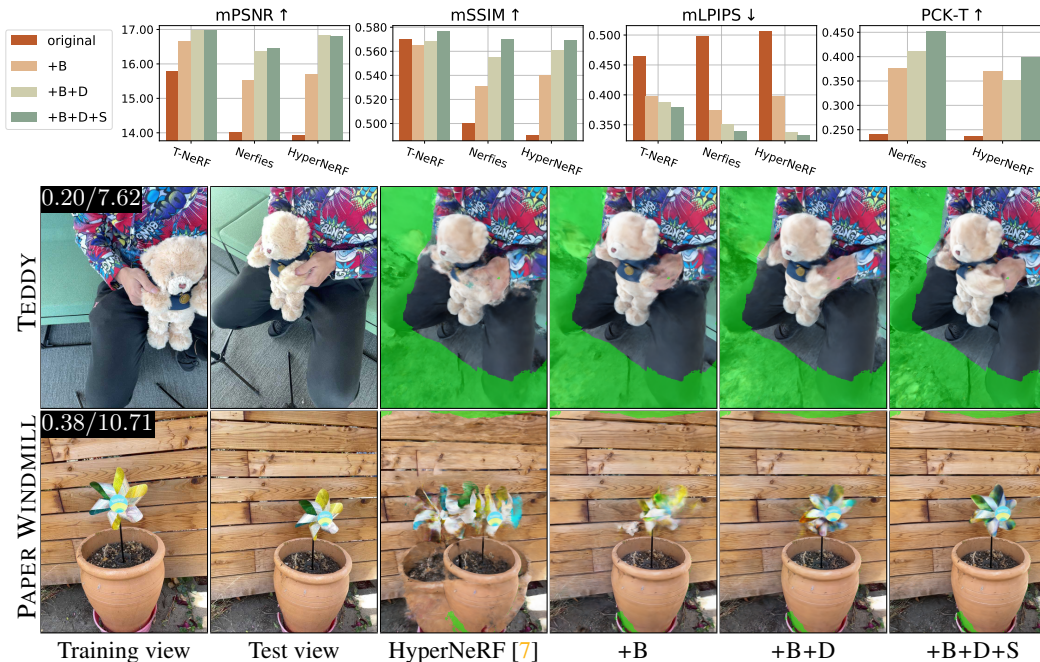 mPSNR ↑
mSSIM ↑
mLPIPS ↓
PCK-T ↑
original
+B
+B+D
+B+D+S
17.00
16.00
15.00
14.00
T-NeRF
Nerfies
HyperNeRF
0.580
0.560
0.540
0.520
0.500
T-NeRF
Nerfies
HyperNeRF
0.500
0.450
0.400
0.350
T-NeRF
Nerfies
HyperNeRF
0.450
0.400
0.350
0.300
0.250
Nerfies
HyperNeRF
TEDDY
0.20/7.62
PAPER WINDMILL
0.38/10.71
Training view
Test view
HyperNeRF [7]
+B
+B+D
+B+D+S